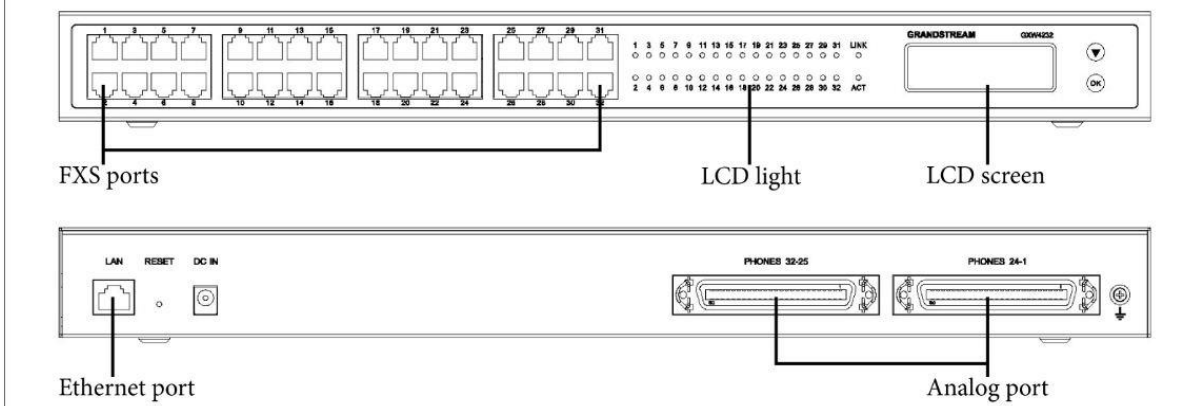 1 3 5 7 9 11 13 15 17 19 21 23 25 27 29 31
2 4 6 8 10 12 14 16 18 20 22 24 26 28 30 32
1 3 5 7 9 11 13 15 17 19 21 23 25 27 29 31 LINK
2 4 6 8 10 12 14 16 18 20 22 24 26 28 30 32 ACT
GRANDSTREAM GXW4232
OK
FXS ports
LCD light
LCD screen
LAN RESET DC IN
PHONES 32-25
PHONES 24-1
Ethernet port
Analog port